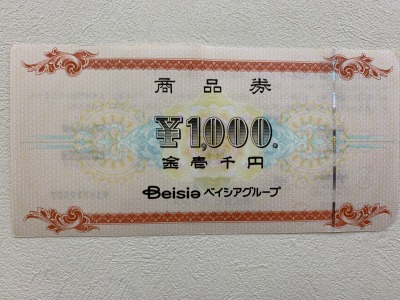 商品券
¥1,000.
金壱千円
Beisia ベイシアグループ